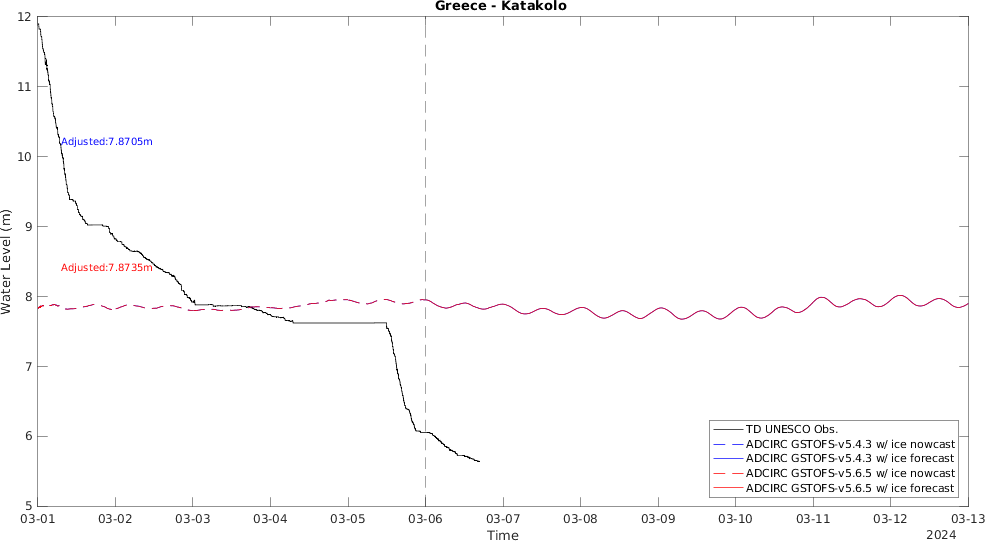 Greece - Katakolo
12
11
10
9
8
7
6
5
Water Level (m)
Adjusted:7.8705m
Adjusted:7.8735m
TD UNESCO Obs.
ADCIRC GSTOFS-v5.4.3 w/ ice nowcast
ADCIRC GSTOFS-v5.4.3 w/ ice forecast
ADCIRC GSTOFS-v5.6.5 w/ ice nowcast
ADCIRC GSTOFS-v5.6.5 w/ ice forecast
03-01 03-02 03-03 03-04 03-05 03-06 03-07 03-08 03-09 03-10 03-11 03-12 03-13
Time
2024